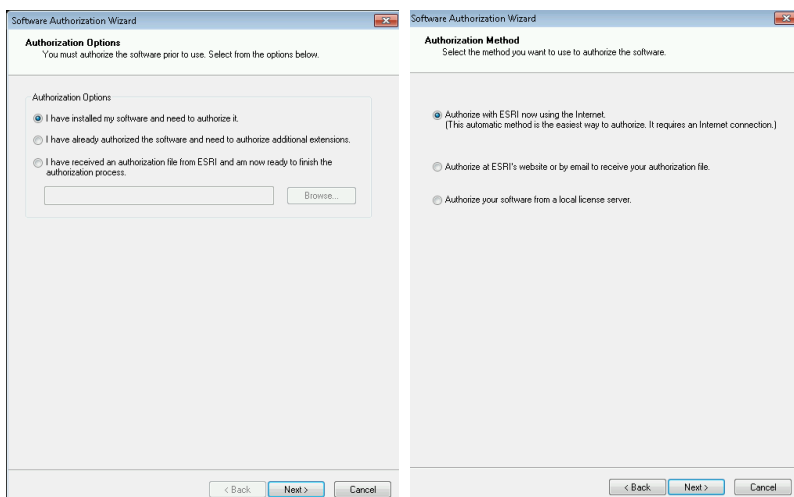 Software Authorization Wizard
Authorization Options
You must authorize the software prior to use. Select from the options below.
Authorization Options
I have installed my software and need to authorize it.
I have already authorized the software and need to authorize additional extensions.
I have received an authorization file from ESRI and am now ready to finish the
authorization process.
Browse...
< Back
Next >
Cancel
Software Authorization Wizard
Authorization Method
Select the method you want to use to authorize the software.
Authorize with ESRI now using the Internet.
(This automatic method is the easiest way to authorize. It requires an Internet connection.)
Authorize at ESRI's website or by email to receive your authorization file.
Authorize your software from a local license server.
< Back
Next >
Cancel